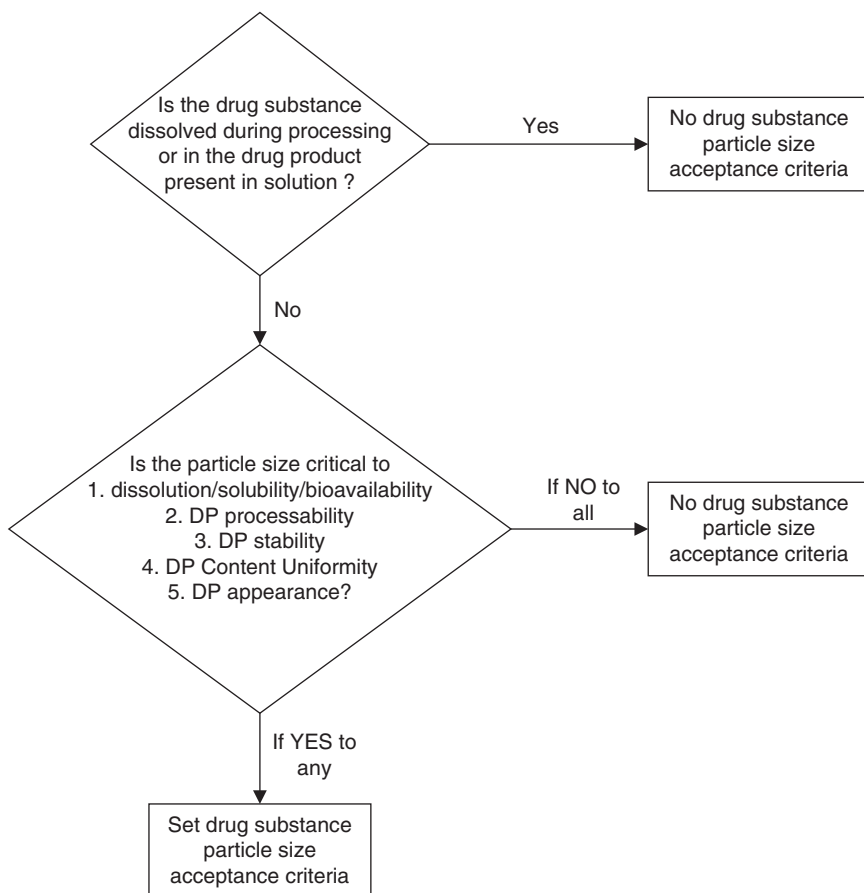 Is the drug substance
dissolved during processing
or in the drug product
present in solution ?
Yes
No drug substance
particle size
acceptance criteria
No
Is the particle size critical to
1. dissolution/solubility/bioavailability
2. DP processability
3. DP stability
4. DP Content Uniformity
5. DP appearance?
If NO to
all
No drug substance
particle size
acceptance criteria
If YES to
any
Set drug substance
particle size
acceptance criteria